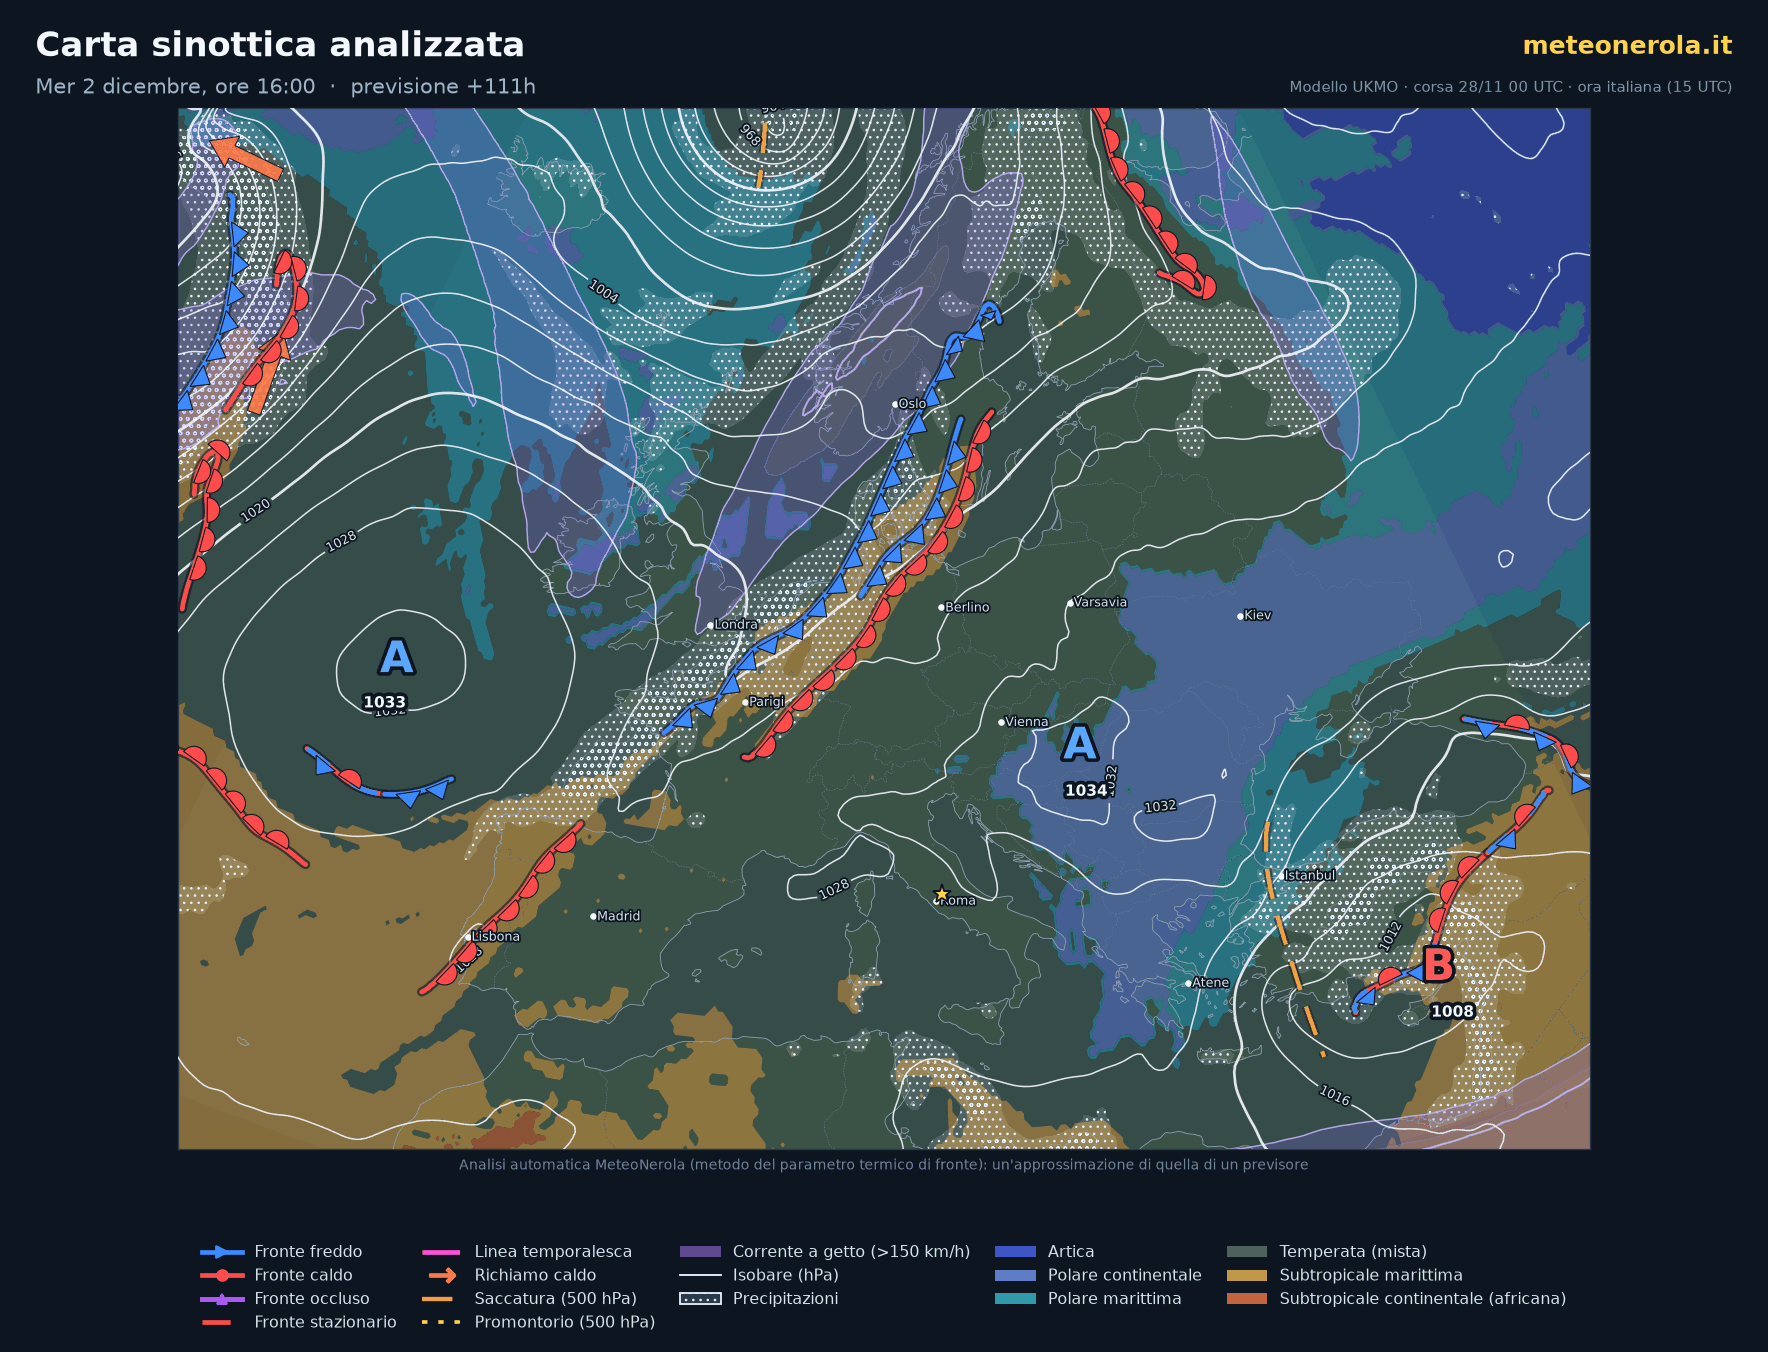 Carta sinottica analizzata
meteonerola.it
Mer 2 dicembre, ore 16:00 · previsione +111h
Modello UKMO · corsa 28/11 00 UTC · ora italiana (15 UTC)
968
1004
Oslo
1020
1028
Berlino
Varsavia
Kiev
Londra
A
1033
1032
Parigi
Vienna
A
1034
1032
1032
Istanbul
1028
Roma
Madrid
Lisbona
1012
B
Atene
1008
1016
Analisi automatica MeteoNerola (metodo del parametro termico di fronte): un'approssimazione di quella di un previsore
Fronte freddo
Linea temporalesca
Corrente a getto (>150 km/h)
Artica
Temperata (mista)
Fronte caldo
Richiamo caldo
Isobare (hPa)
Polare continentale
Subtropicale marittima
Fronte occluso
Saccatura (500 hPa)
Precipitazioni
Polare marittima
Subtropicale continentale (africana)
Fronte stazionario
Promontorio (500 hPa)